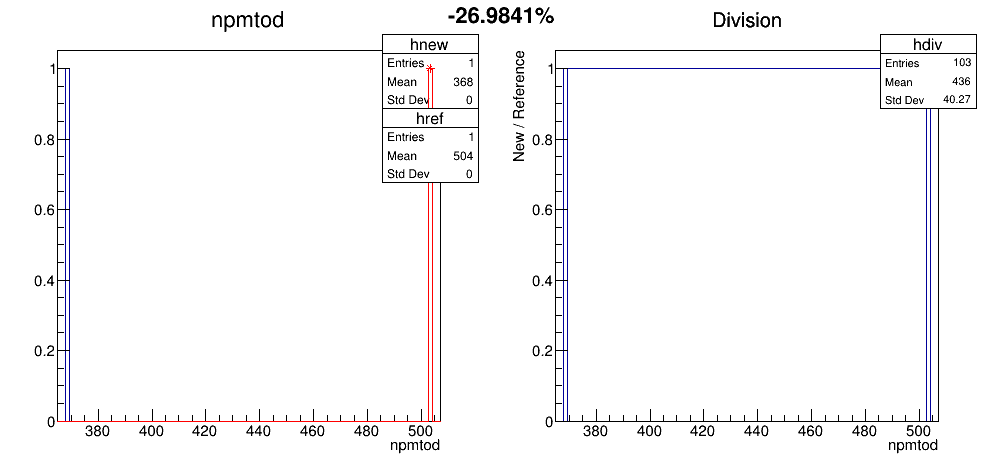 -26.9841%
npmtod
hnew
Entries 1
Mean 368
Std Dev 0
href
Entries 1
Mean 504
Std Dev 0
1
0.8
0.6
0.4
0.2
0
380 400 420 440 460 480 500
npmtod
Division
New / Reference
hdiv
Entries 103
Mean 436
Std Dev 40.27
1
0.8
0.6
0.4
0.2
0
380 400 420 440 460 480 500
npmtod